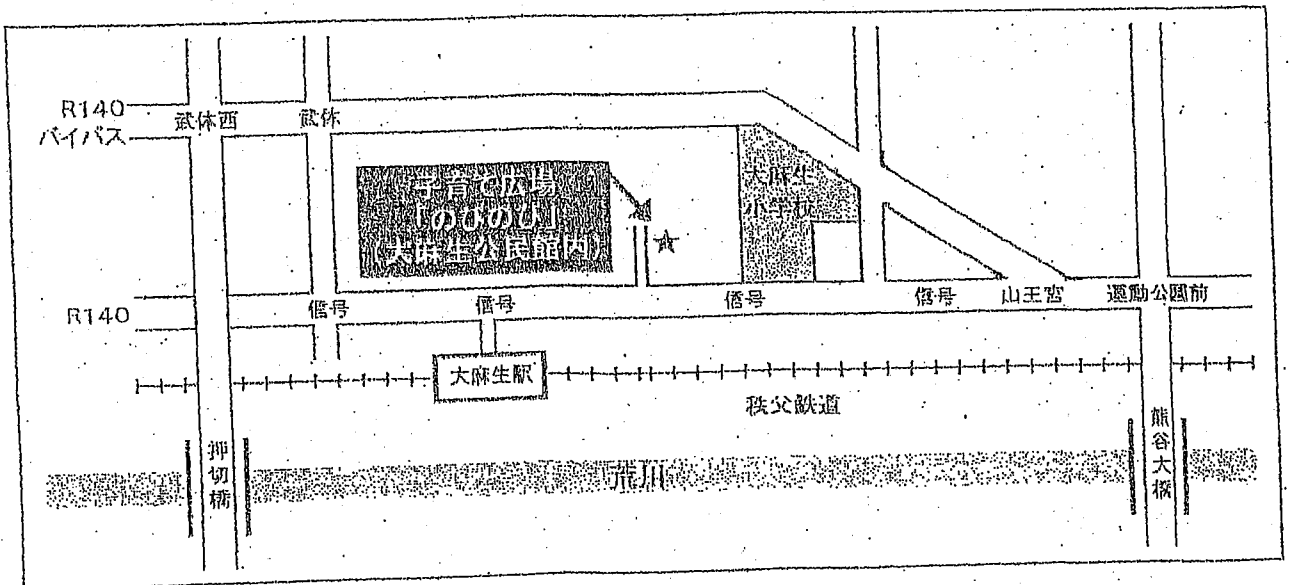 R140
バイパス
武体西
武体
子育て広場
「のびのび」
(大麻生公民館内)
大麻生
小学校
R140
信号
信号
信号
信号
山王宮
運動公園前
大麻生駅
秩父鉄道
押切橋
荒川
熊谷大橋